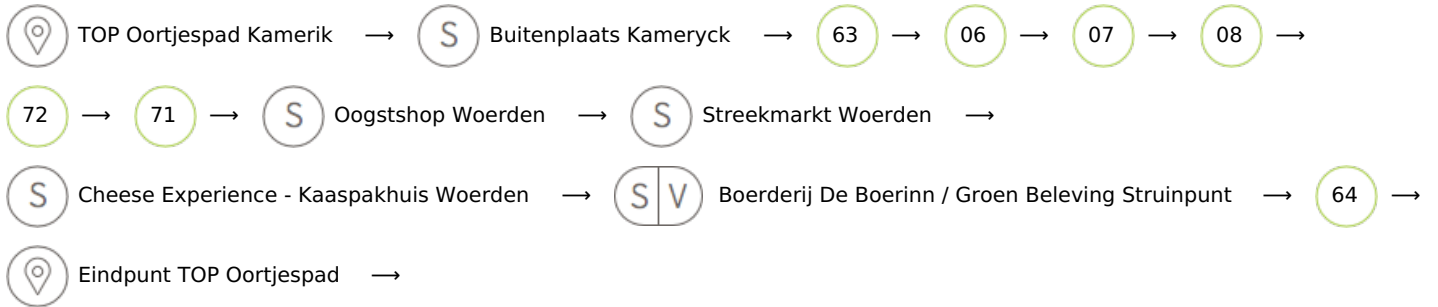 TOP Oortjespad Kamerik → S Buitenplaats Kameryck → 63 → 06 → 07 → 08 →
72 → 71 → S Oogstshop Woerden → S Streekmarkt Woerden →
S Cheese Experience - Kaaspakhuis Woerden → S V Boerderij De Boerinn / Groen Beleving Struinpunt → 64 →
Eindpunt TOP Oortjespad →